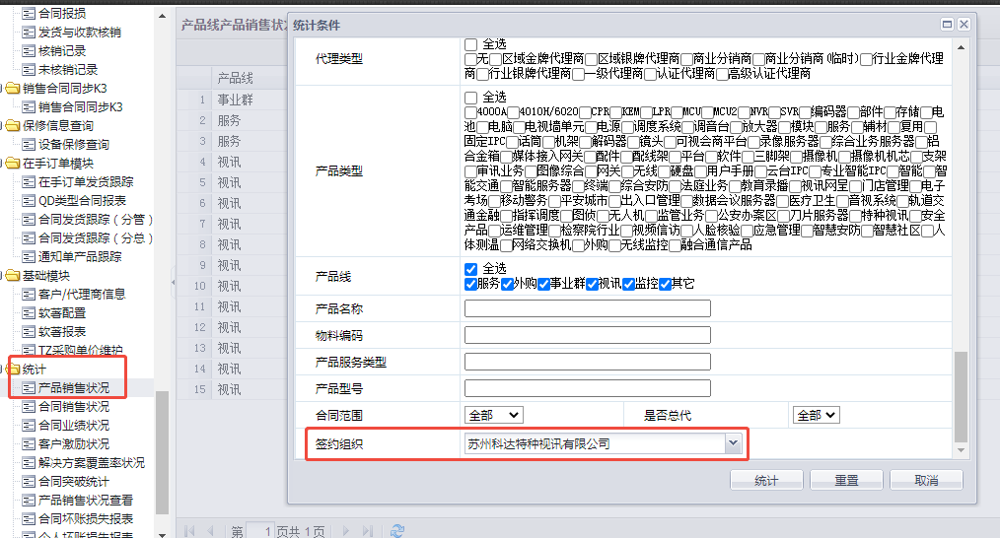 合同报损
发货与收款核销
核销记录
未核销记录
销售合同同步K3
销售合同同步K3
保修信息查询
设备保修查询
在手订单模块
在手订单发货跟踪
QD类型合同报表
合同发货跟踪（分管）
合同发货跟踪（分总）
通知单产品跟踪
基础模块
客户/代理商信息
软著配置
软著报表
TZ采购单价维护
统计
产品销售状况
合同销售状况
合同业绩状况
客户激励状况
解决方案覆盖率状况
合同突破统计
产品销售状况查看
合同坏账损失报表
个人坏账损失报表
产品线产品销售状况
产品线
1 事业群
2 服务
3 服务
4 视讯
5 视讯
6 视讯
7 视讯
8 视讯
9 视讯
10 视讯
11 视讯
12 视讯
13 视讯
14 视讯
15 视讯
第 1 页共 1 页
统计条件
代理类型
全选
无 区域金牌代理商 区域银牌代理商 商业分销商 商业分销商(临时) 行业金牌代理
商 行业银牌代理商 一级代理商 认证代理商 高级认证代理商
产品类型
全选
4000A 4010H/6020 CPR KEM LPR MCU MCU2 NVR SVR 编码器 部件 存储 电
池 电脑 电视墙单元 电源 调度系统 调音台 放大器 模块 服务 辅材 复用
固定IPC 话筒 机架 解码器 镜头 可视会商平台 录像服务器 综合业务服务器 铝
合金箱 媒体接入网关 配件 配线架 平台 软件 三脚架 摄像机 摄像机机芯 支架
审讯业务 图像综合 网关 无线 硬盘 用户手册 云台IPC 专业智能IPC 智能 智
能交通 智能服务器 终端 综合安防 法庭业务 教育录播 视讯网呈 门店管理 电子
考场 移动警务 平安城市 出入口管理 数据会议服务器 医疗卫生 音视系统 轨道交
通金融 指挥调度 图侦 无人机 监管业务 公安办案区 刀片服务器 特种视讯 安全
产品 运维管理 检察院行业 视频信访 人脸核验 应急管理 智慧安防 智慧社区 人
体测温 网络交换机 外购 无线监控 融合通信产品
产品线
全选
服务 外购 事业群 视讯 监控 其它
产品名称
物料编码
产品服务类型
产品型号
合同范围 全部 是否总代 全部
签约组织 苏州科达特种视讯有限公司
统计 重置 取消